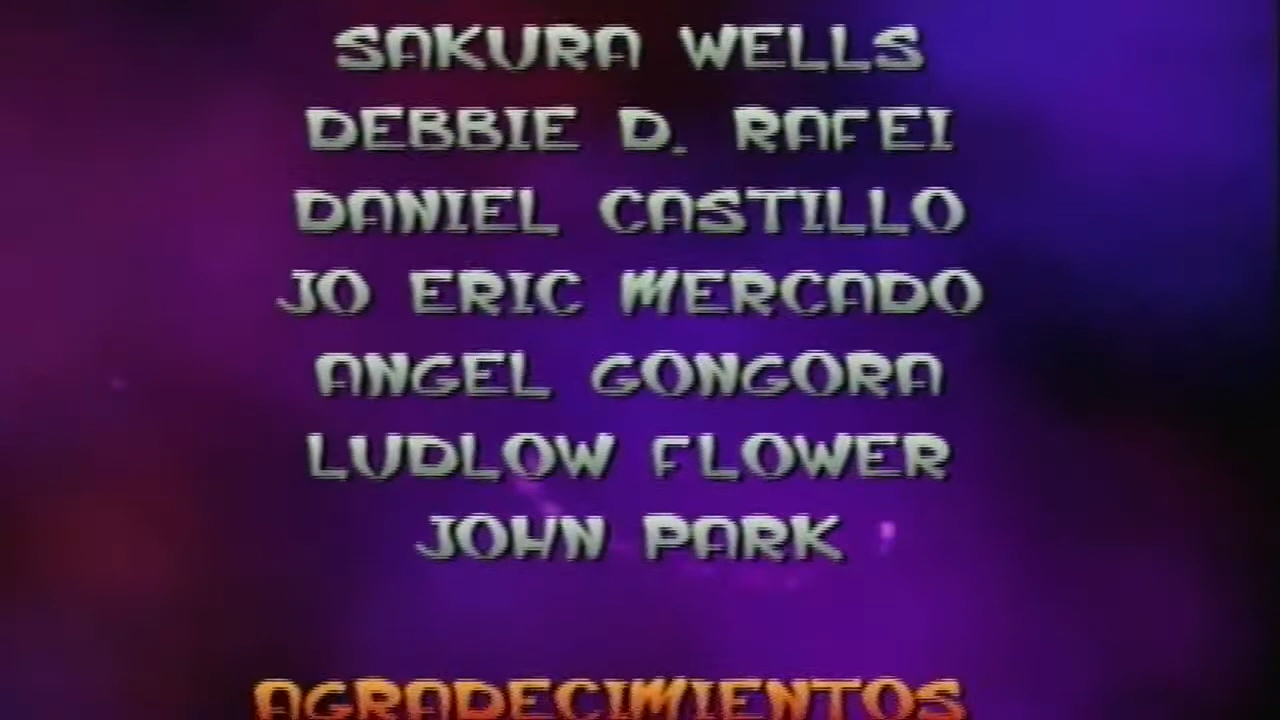 SAKURA WELLS
DEBBIE D. RAFEI
DANIEL CASTILLO
JO ERIC MERCADO
ANGEL GONGORA
LUDLOW FLOWER
JOHN PARK
AGRADECIMIENTOS